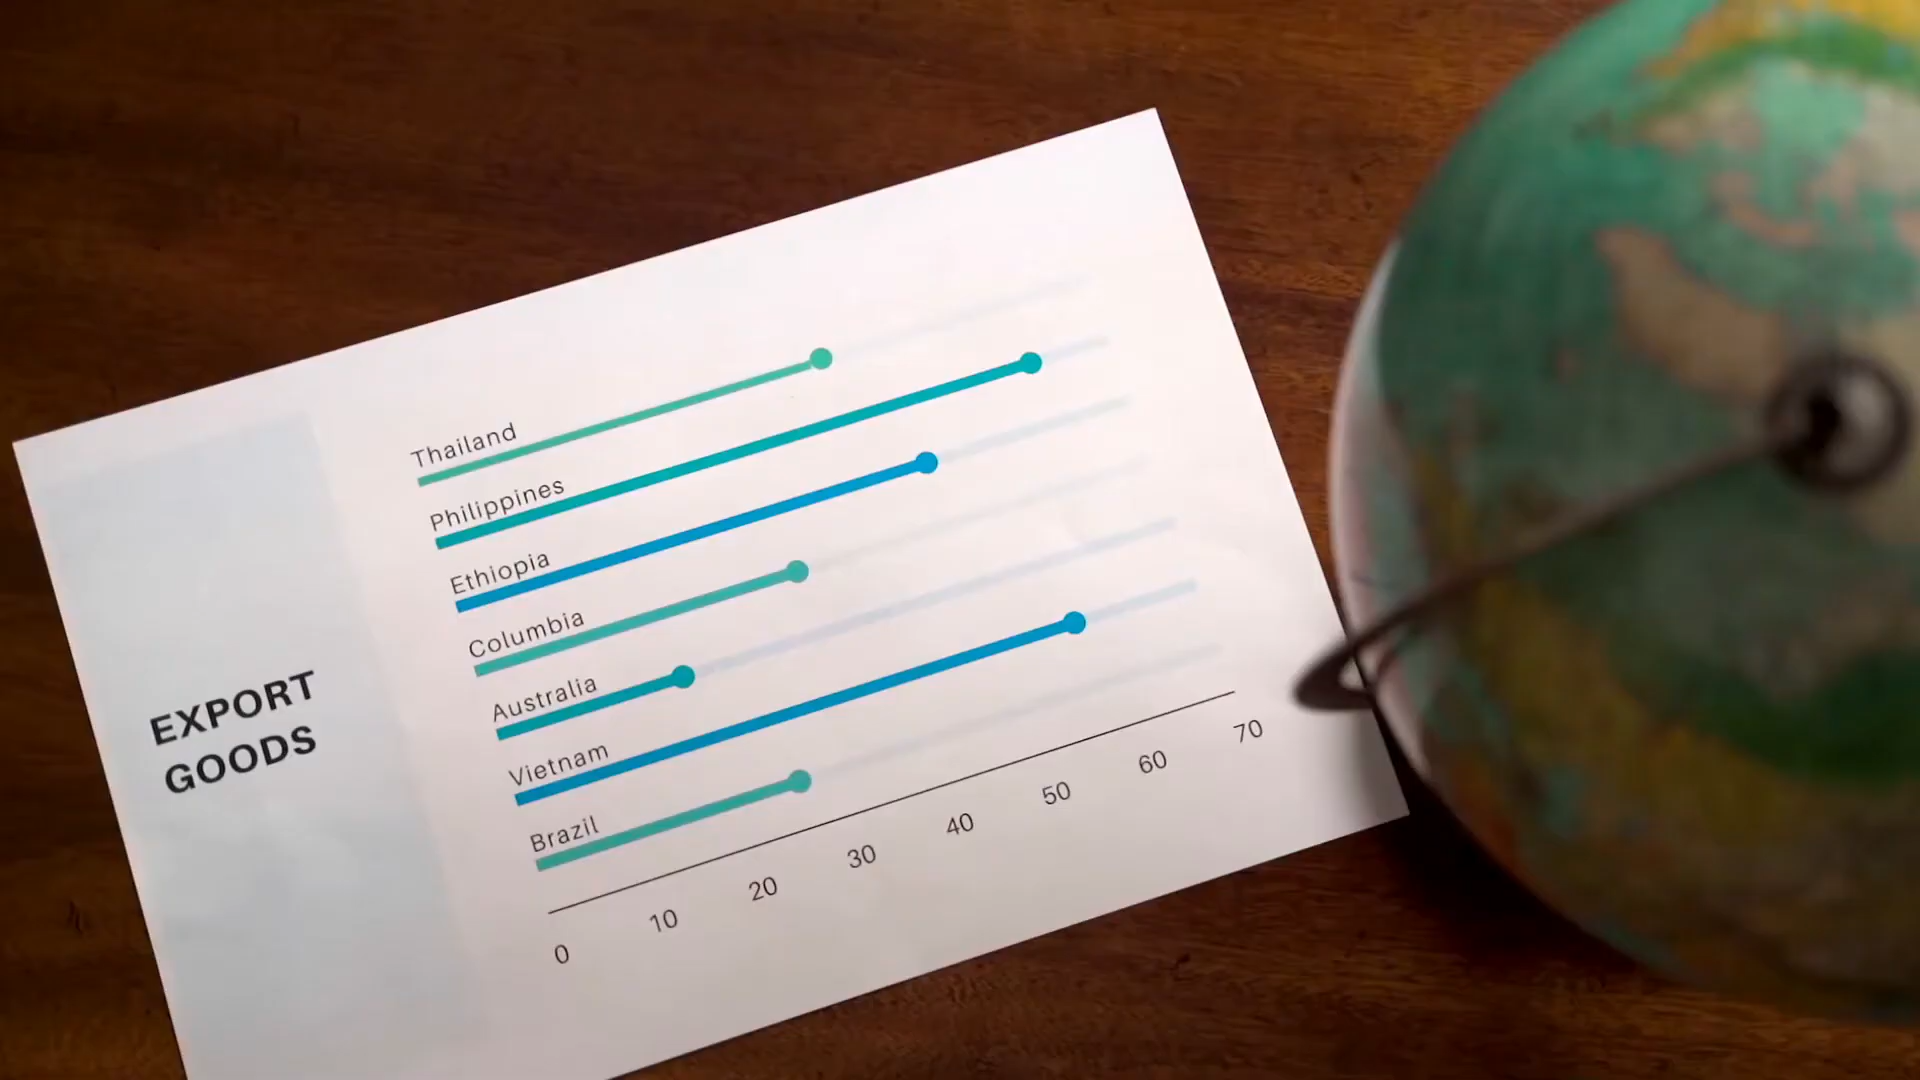 EXPORT
GOODS
Thailand
Philippines
Ethiopia
Columbia
Australia
Vietnam
Brazil
0 10 20 30 40 50 60 70